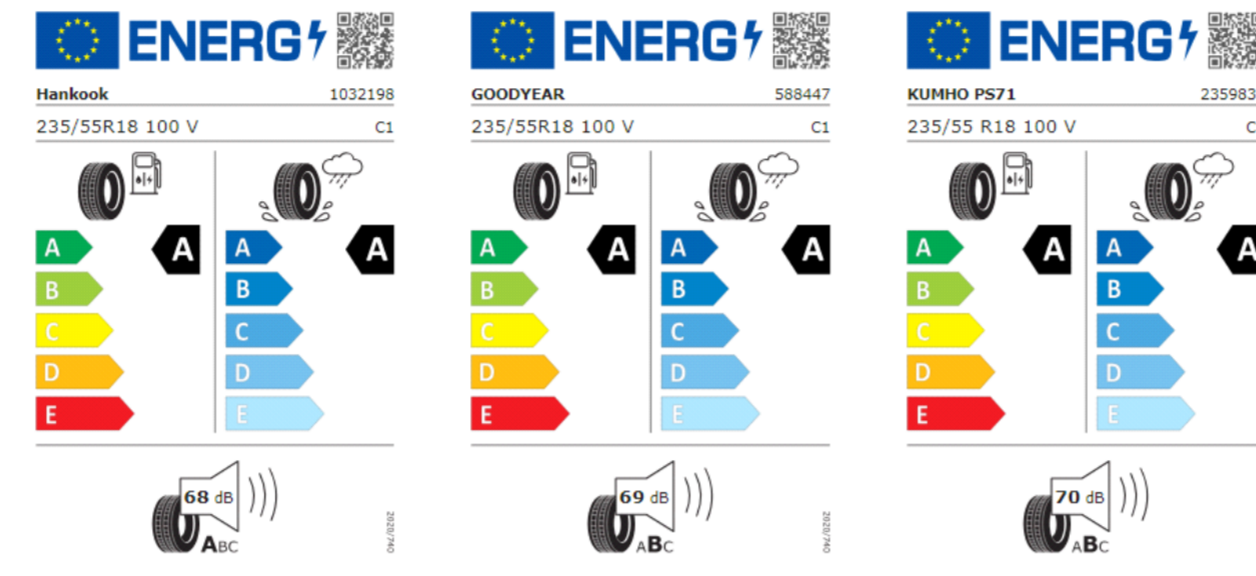 ENERG
Hankook 1032198
235/55R18 100 V C1
A A A A
B B
C C
D D
E E
68 dB
ABC
2020/740
ENERG
GOODYEAR 588447
235/55R18 100 V C1
A A A A
B B
C C
D D
E E
69 dB
ABC
2020/740
ENERG
KUMHO PS71 235983
235/55 R18 100 V C
A A A A
B B
C C
D D
E E
70 dB
ABC